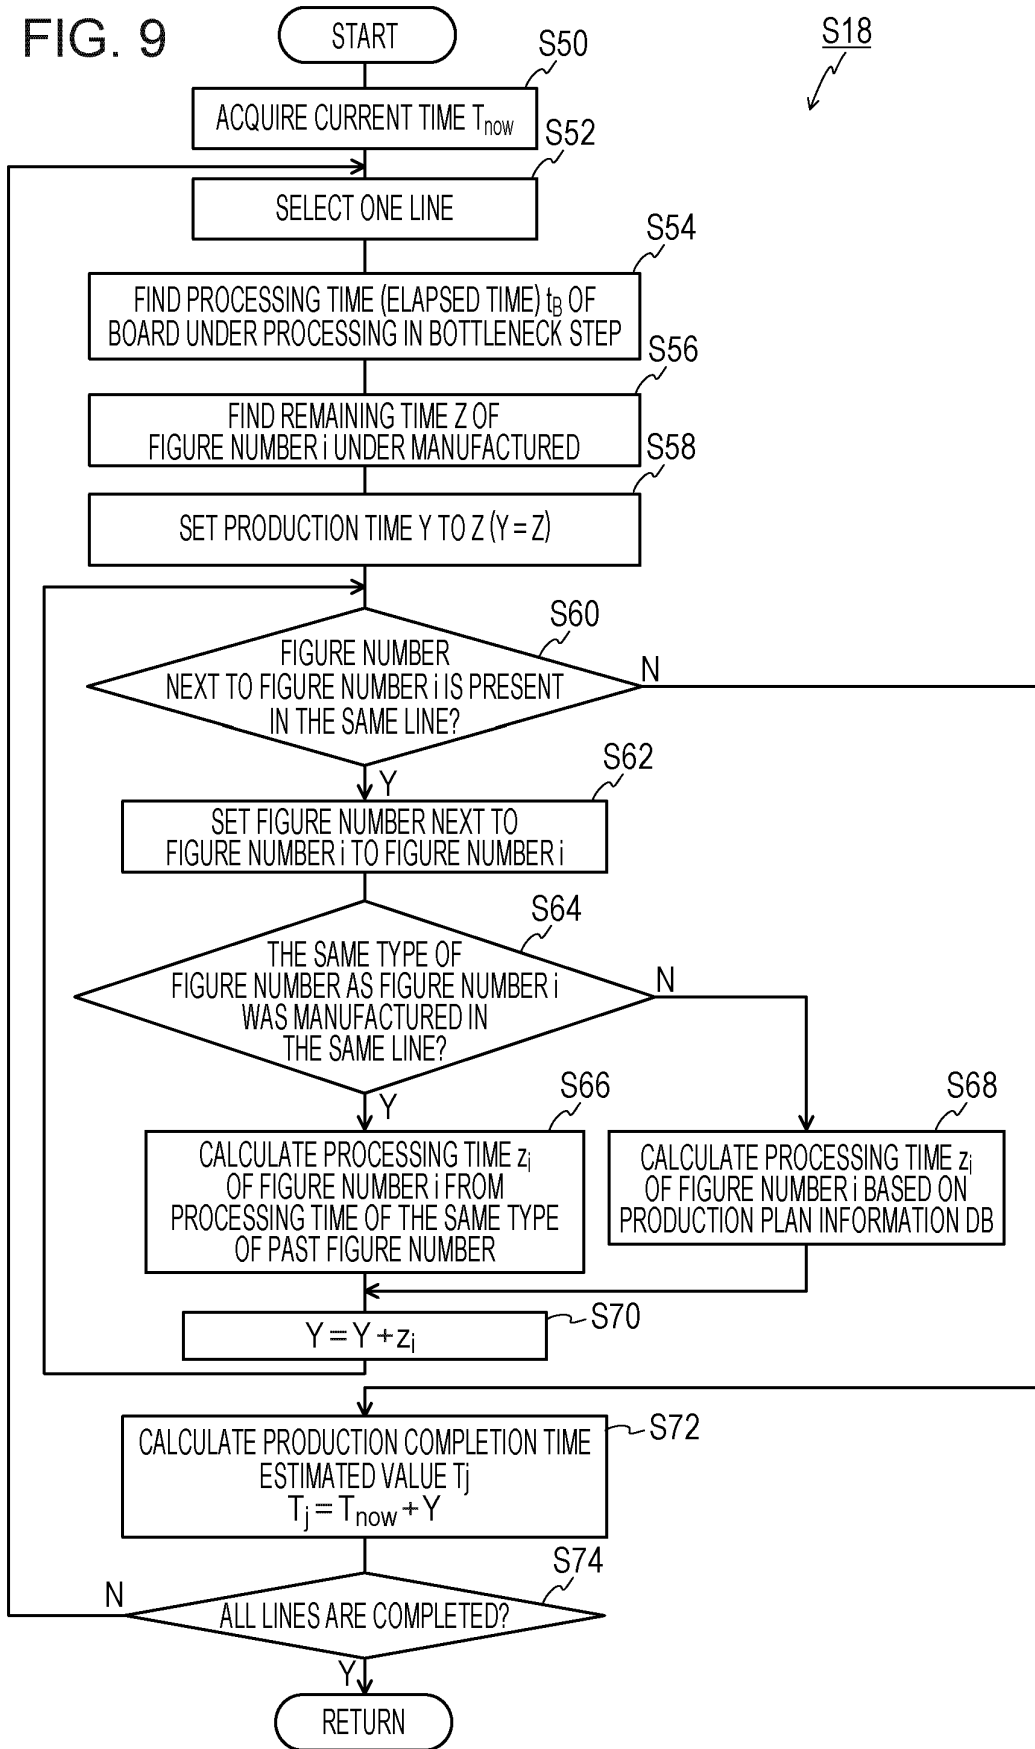 FIG. 9
START
S18
S50
ACQUIRE CURRENT TIME Tnow
S52
SELECT ONE LINE
S54
FIND PROCESSING TIME (ELAPSED TIME) tB OF
BOARD UNDER PROCESSING IN BOTTLENECK STEP
S56
FIND REMAINING TIME Z OF
FIGURE NUMBER i UNDER MANUFACTURED
S58
SET PRODUCTION TIME Y TO Z (Y = Z)
S60
FIGURE NUMBER
NEXT TO FIGURE NUMBER i IS PRESENT
IN THE SAME LINE?
N
Y
S62
SET FIGURE NUMBER NEXT TO
FIGURE NUMBER i TO FIGURE NUMBER i
S64
THE SAME TYPE OF
FIGURE NUMBER AS FIGURE NUMBER i
WAS MANUFACTURED IN
THE SAME LINE?
N
Y
S66
CALCULATE PROCESSING TIME zi
OF FIGURE NUMBER i FROM
PROCESSING TIME OF THE SAME TYPE
OF PAST FIGURE NUMBER
S68
CALCULATE PROCESSING TIME zi
OF FIGURE NUMBER i BASED ON
PRODUCTION PLAN INFORMATION DB
S70
Y = Y + zi
S72
CALCULATE PRODUCTION COMPLETION TIME
ESTIMATED VALUE Tj
Tj = Tnow + Y
S74
N
ALL LINES ARE COMPLETED?
Y
RETURN